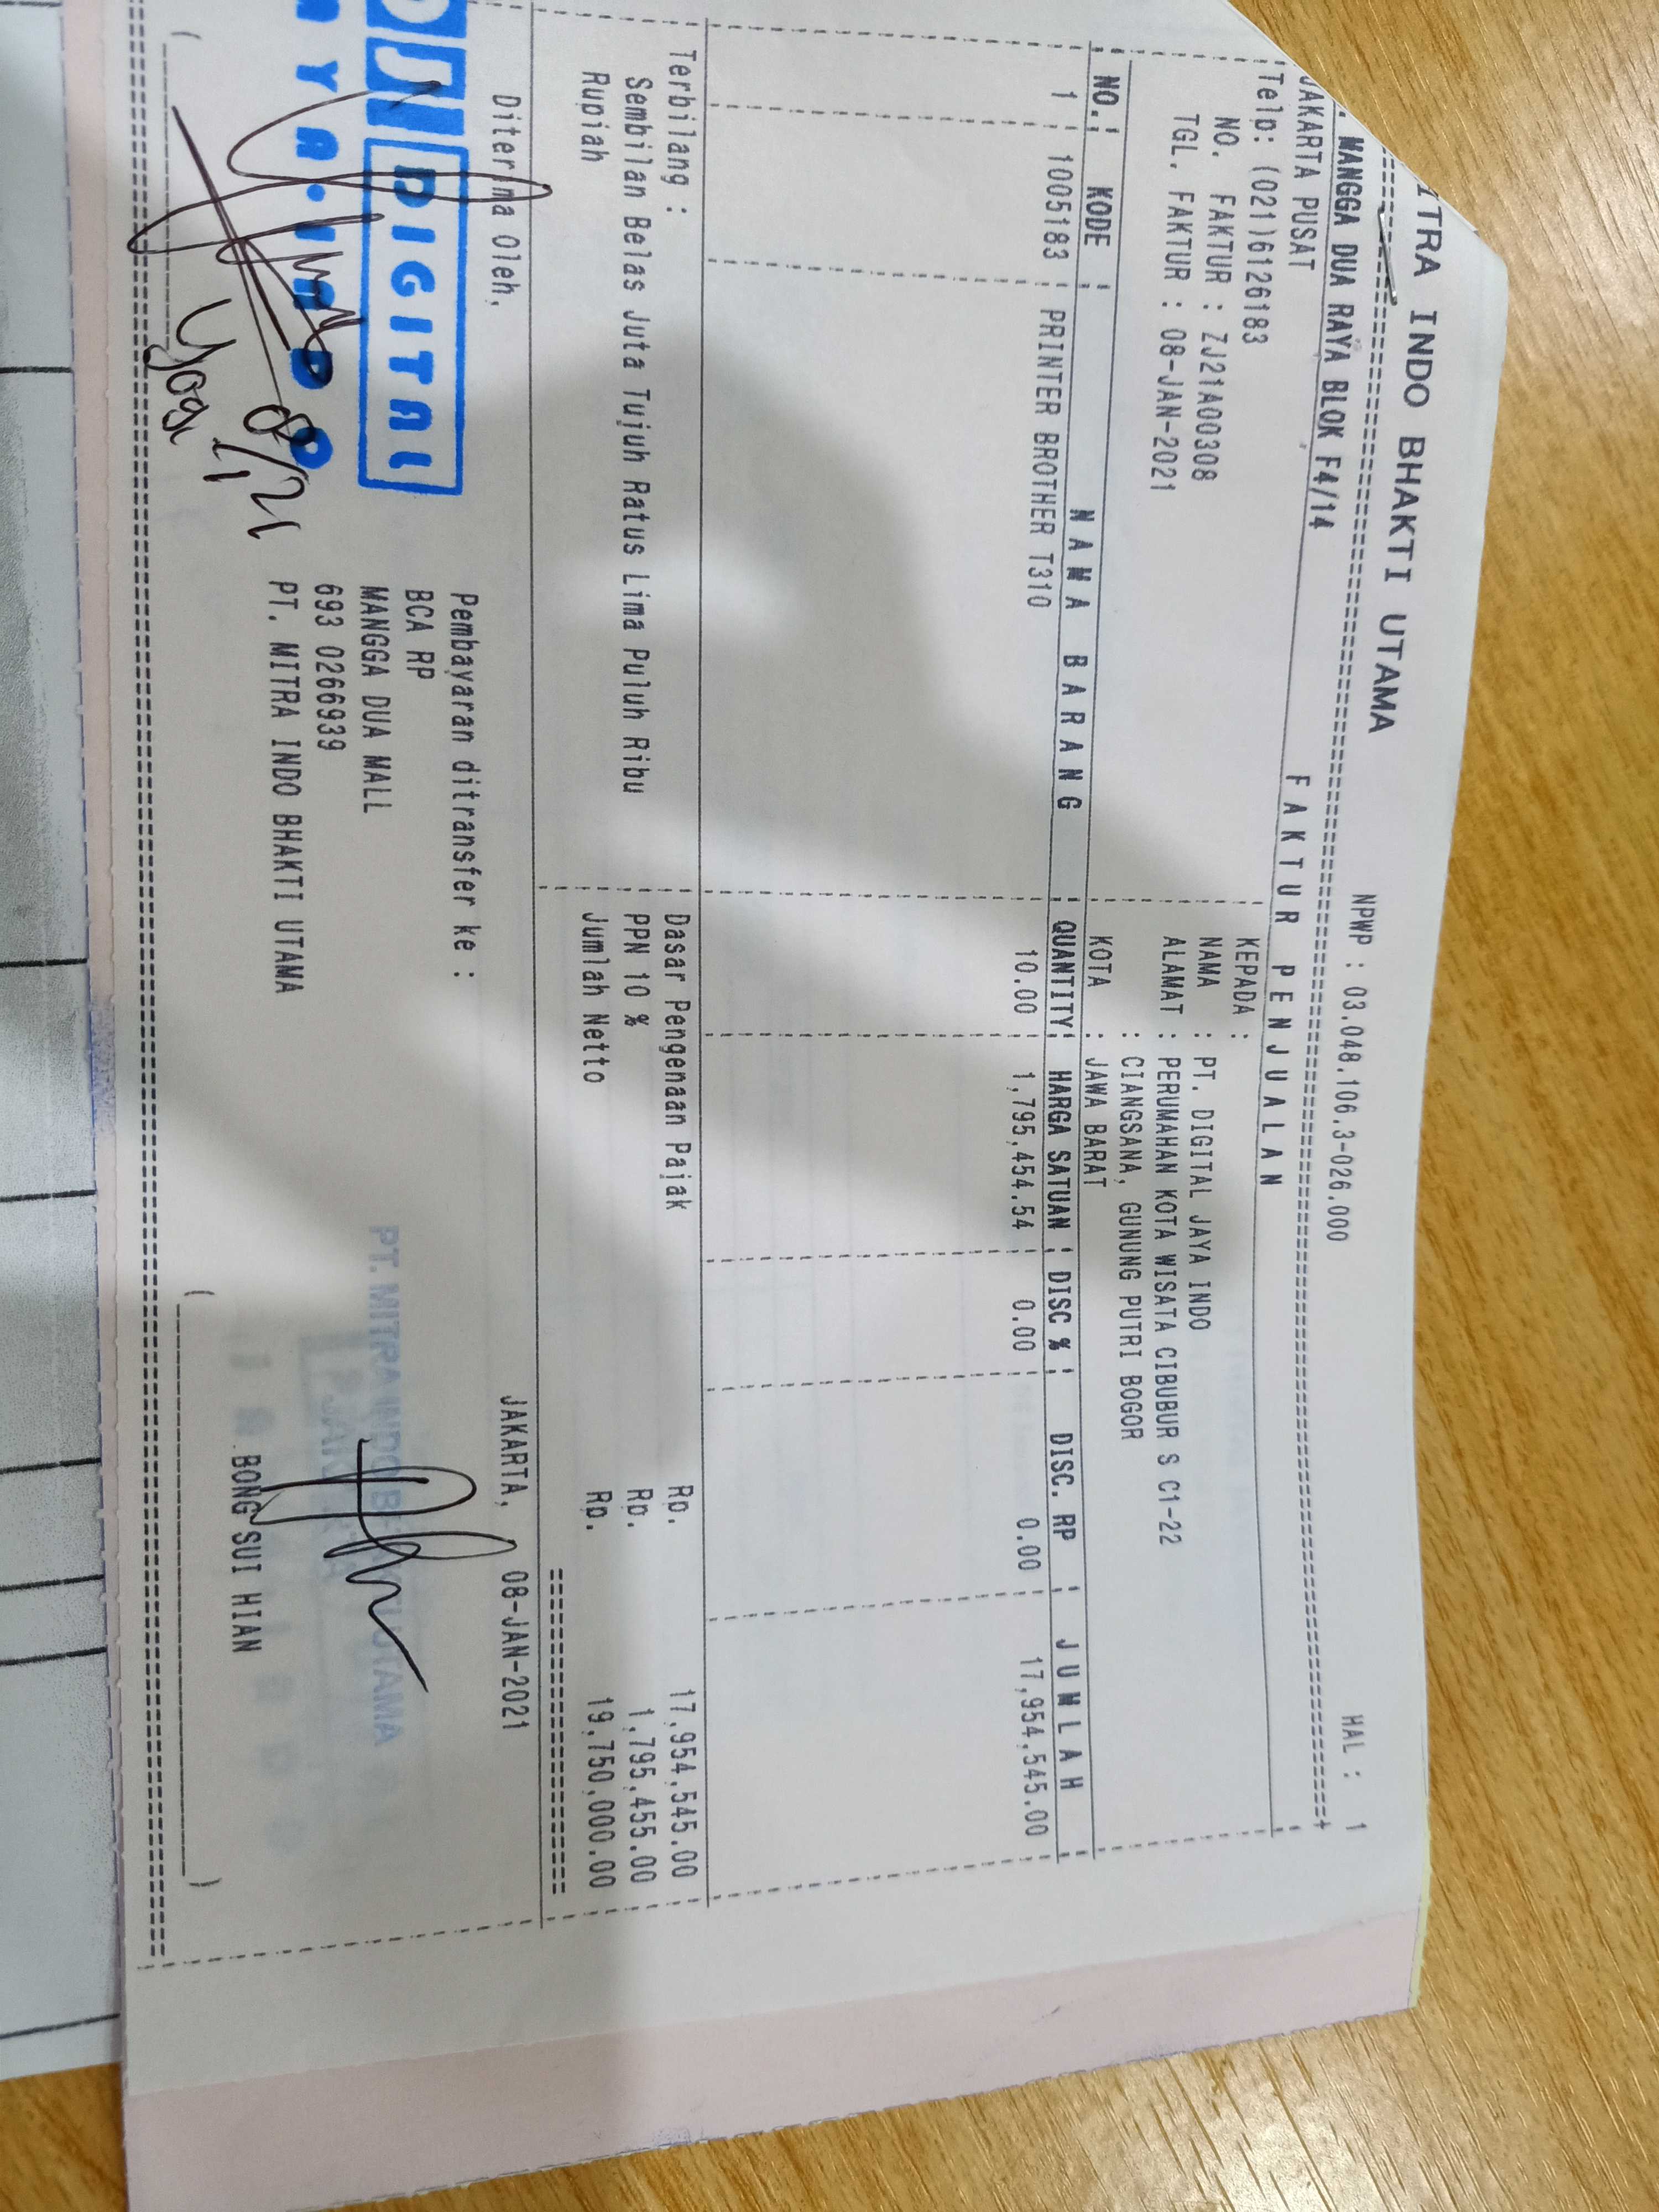 ITRA INDO BHAKTI UTAMA
NPWP : 03.048.106.3-026.000
HAL : 1
. MANGGA DUA RAYA BLOK F4/14
JAKARTA PUSAT
Telp: (021)6126183
F A K T U R P E N J U A L A N
NO. FAKTUR : ZJ21A00308
TGL. FAKTUR : 08-JAN-2021
KEPADA :
NAMA : PT. DIGITAL JAYA INDO
ALAMAT : PERUMAHAN KOTA WISATA CIBUBUR S C1-22
: CIANGSANA, GUNUNG PUTRI BOGOR
KOTA : JAWA BARAT
NO. KODE N A M A B A R A N G QUANTITY HARGA SATUAN DISC % DISC. RP J U M L A H
1 1005183 PRINTER BROTHER T310 10.00 1,795,454.54 0.00 0.00 17,954,545.00
Terbilang :
Sembilan Belas Juta Tujuh Ratus Lima Puluh Ribu
Rupiah
Dasar Pengenaan Pajak Rp. 17,954,545.00
PPN 10 % Rp. 1,795,455.00
Jumlah Netto Rp. 19,750,000.00
Diterima Oleh,
DIGITAL
Yogi
8/1/21
Pembayaran ditransfer ke :
BCA RP
MANGGA DUA MALL
693 0266939
PT. MITRA INDO BHAKTI UTAMA
JAKARTA, 08-JAN-2021
PT. MITRA INDO BHAKTI UTAMA
BONG SUI HIAN